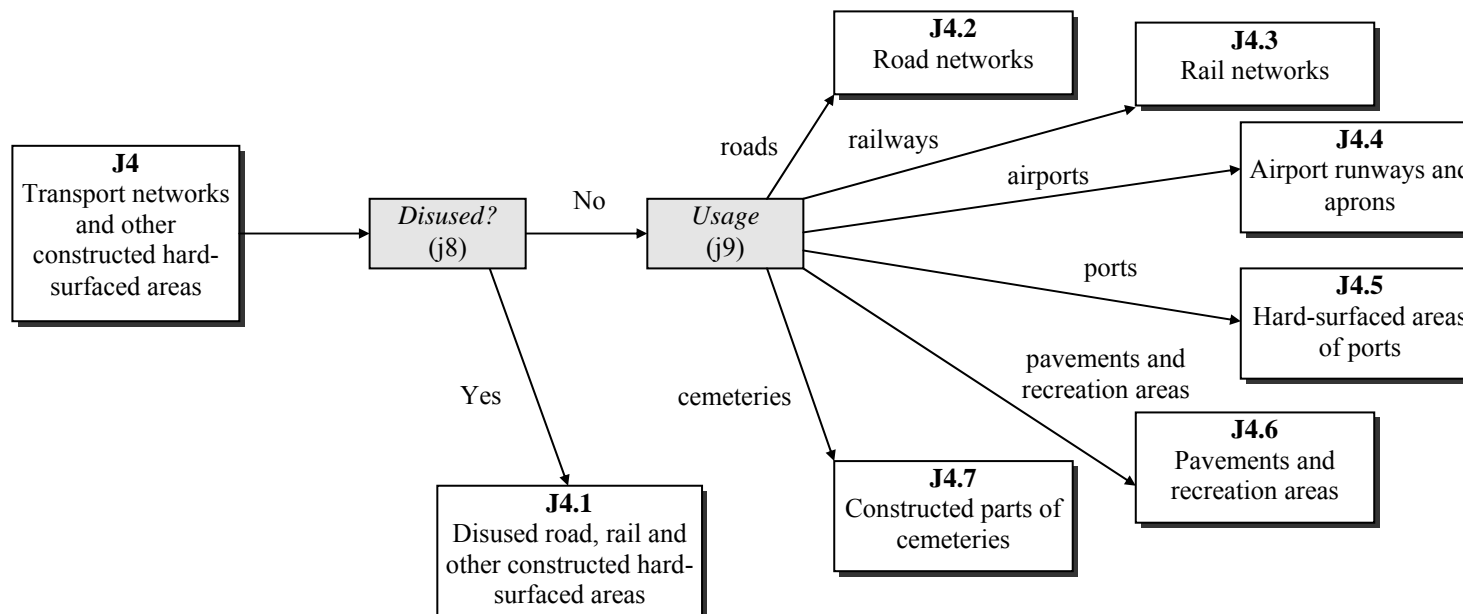 J4.2
Road networks
J4.3
Rail networks
roads
railways
J4.4
Airport runways and
aprons
airports
J4
Transport networks
and other
constructed hard-
surfaced areas
Disused?
(j8)
No
Usage
(j9)
ports
J4.5
Hard-surfaced areas
of ports
Yes
cemeteries
pavements and
recreation areas
J4.6
Pavements and
recreation areas
J4.7
Constructed parts of
cemeteries
J4.1
Disused road, rail and
other constructed hard-
surfaced areas